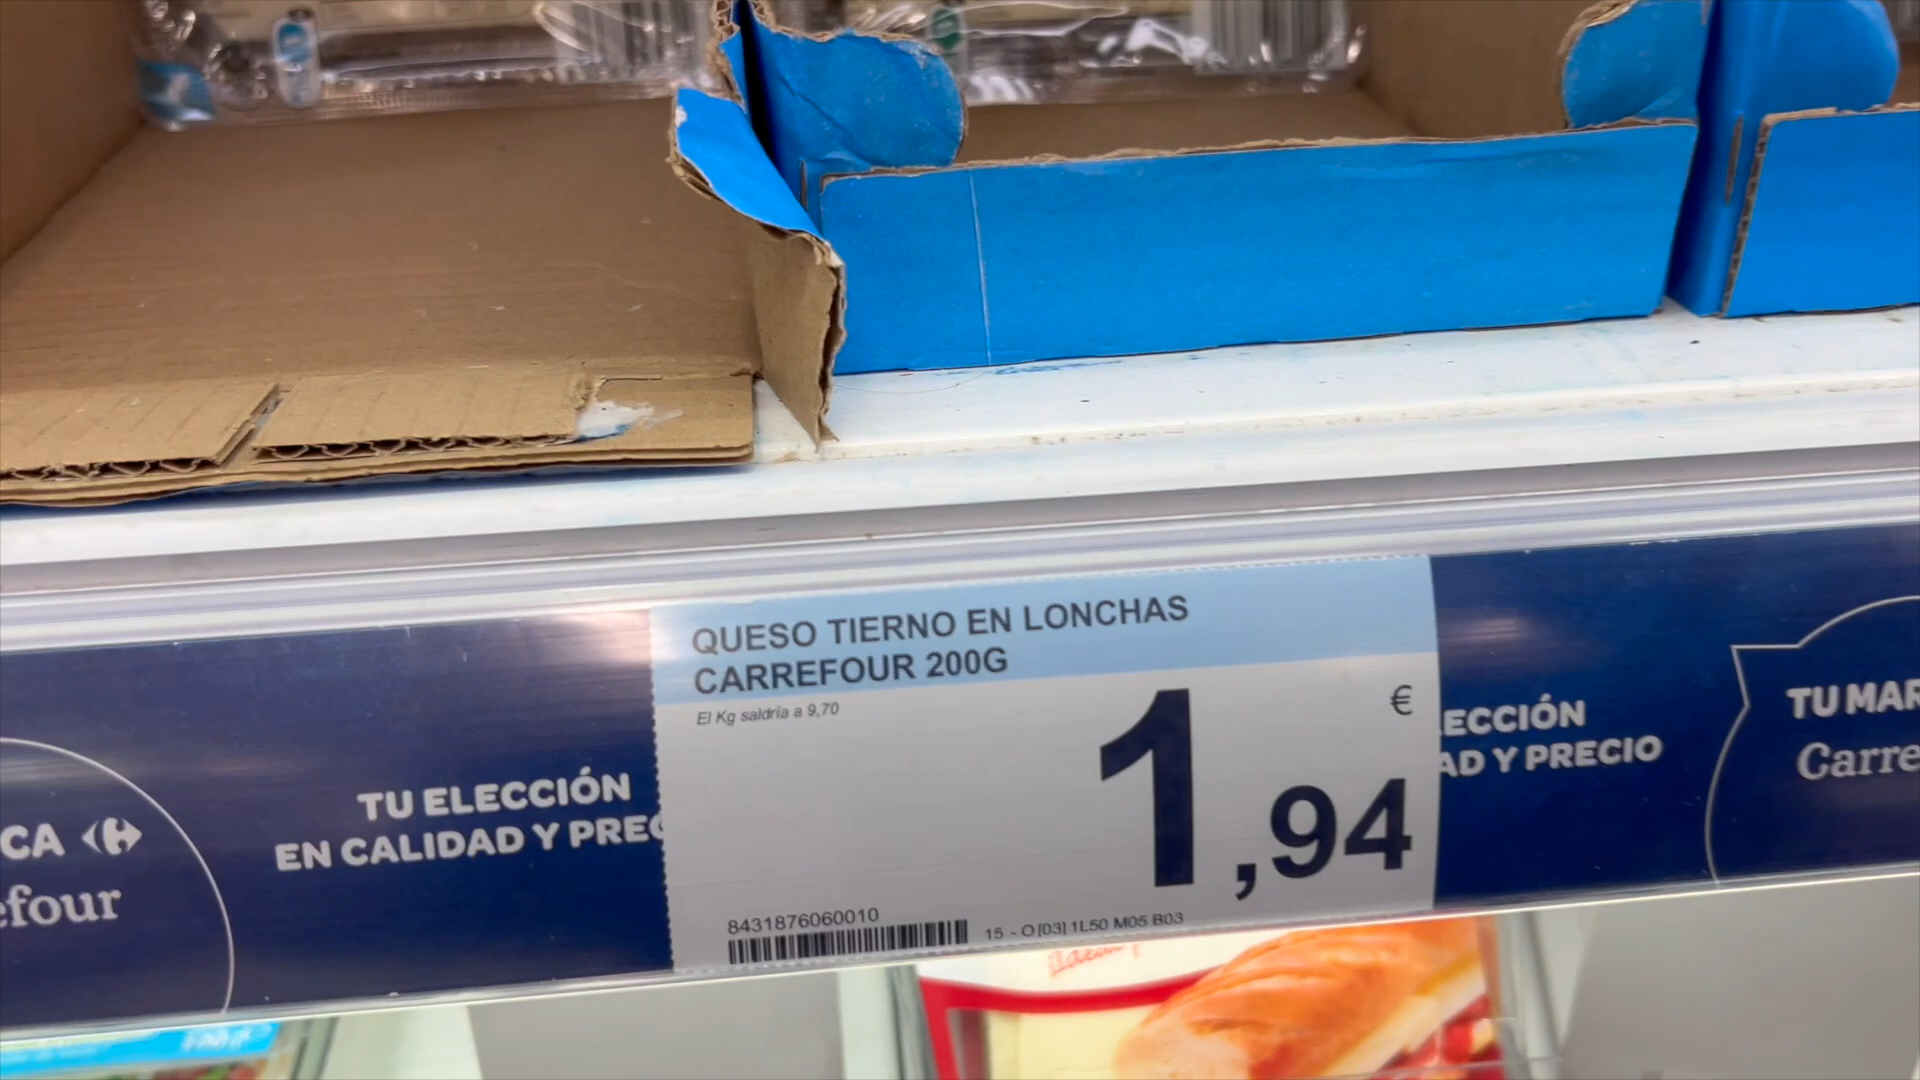 QUESO TIERNO EN LONCHAS
CARREFOUR 200G
El Kg saldría a 9,70
1,94 €
8431876060010
15 - O [03] 1L50 M05 B03
CA
efour
TU ELECCIÓN
EN CALIDAD Y PREC
ECCIÓN
AD Y PRECIO
TU MAR
Carre